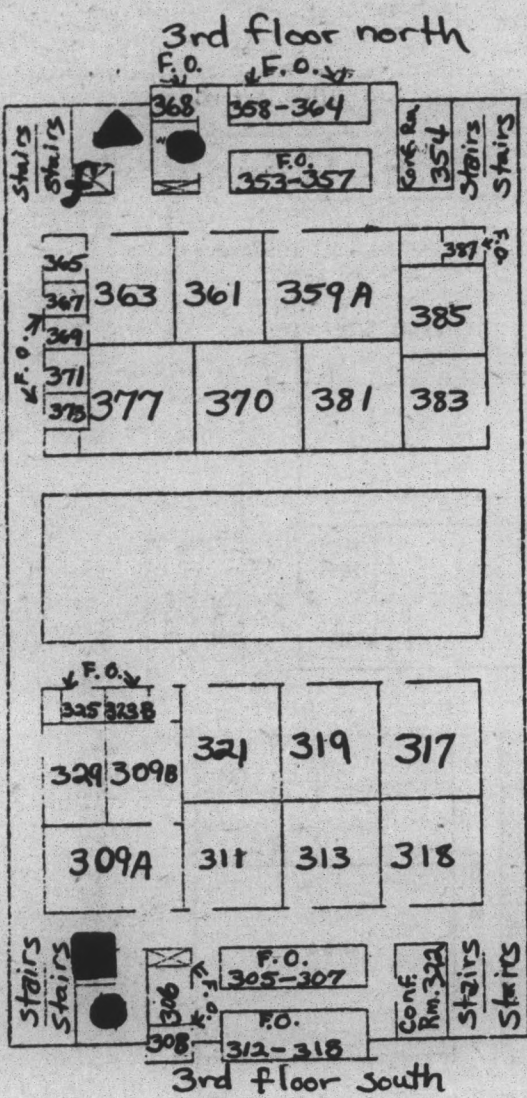 3rd floor north
F. O.
F. O.
368
358-364
Conf. Rm. 354
Stairs
Stairs
Stairs
Stairs
F.O.
353-357
365
367
369
371
375
F. O.
363
361
359A
387
F.O.
385
377
370
381
383
F. O.
325
323B
329
309B
321
319
317
309A
311
313
318
Stairs
Stairs
306
308
F.O.
F.O.
305-307
F.O.
312-318
Conf. Rm. 322
Stairs
Stairs
3rd floor south